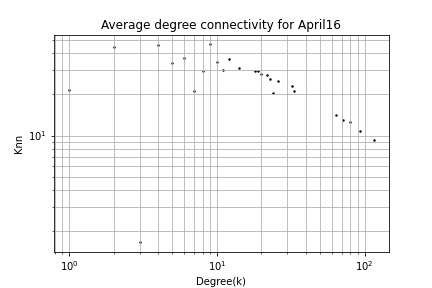 Average degree connectivity for April16
Knn
10¹
10⁰ 10¹ 10²
Degree(k)